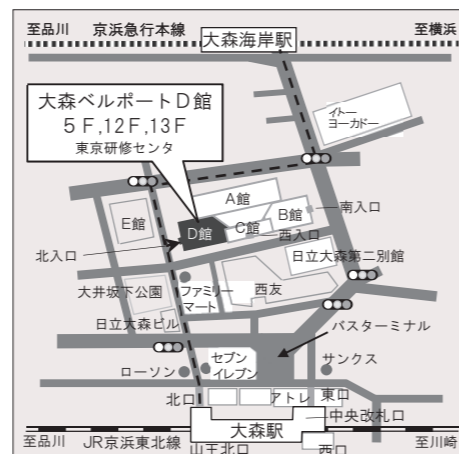 至品川 京浜急行本線
至横浜
大森海岸駅
大森ベルポートD館
5F,12F,13F
東京研修センタ
イトー
ヨーカドー
A館
B館
C館
D館
E館
南入口
西入口
北入口
日立大森第二別館
大井坂下公園
ファミリー
マート
西友
日立大森ビル
バスターミナル
セブン
イレブン
ローソン
サンクス
北口
アトレ
東口
中央改札口
大森駅
至品川
JR京浜東北線
山王北口
西口
至川崎